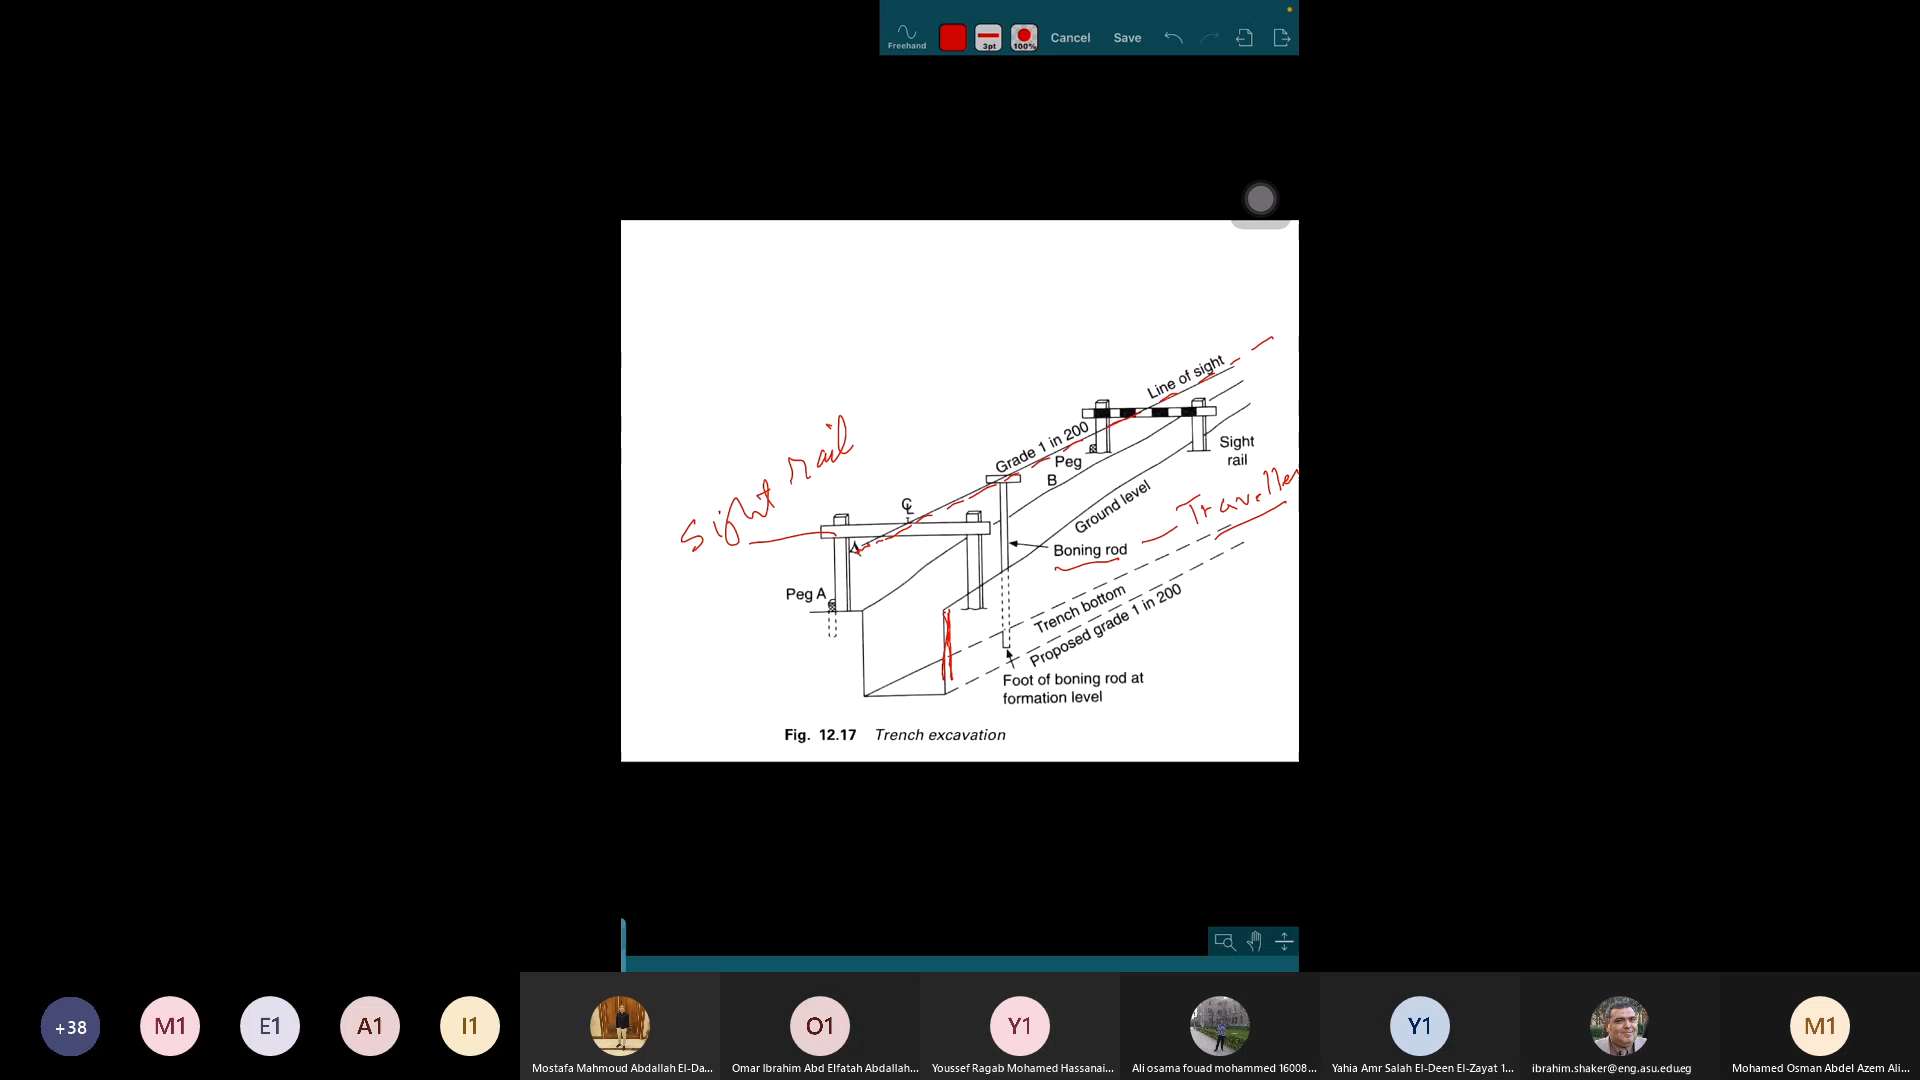 Freehand
3pt
100%
Cancel
Save
Line of sight
Grade 1 in 200
Peg
B
Sight
rail
sight rail
℄
Ground level
Traveller
Boning rod
Peg A
Trench bottom
Proposed grade 1 in 200
Foot of boning rod at
formation level
Fig. 12.17 Trench excavation
+38
M1
E1
A1
I1
O1
Y1
Y1
M1
Mostafa Mahmoud Abdallah El-Da...
Omar Ibrahim Abd Elfatah Abdallah...
Youssef Ragab Mohamed Hassanai...
Ali osama fouad mohammed 16008...
Yahia Amr Salah El-Deen El-Zayat 1...
ibrahim.shaker@eng.asu.edu.eg
Mohamed Osman Abdel Azem Ali...